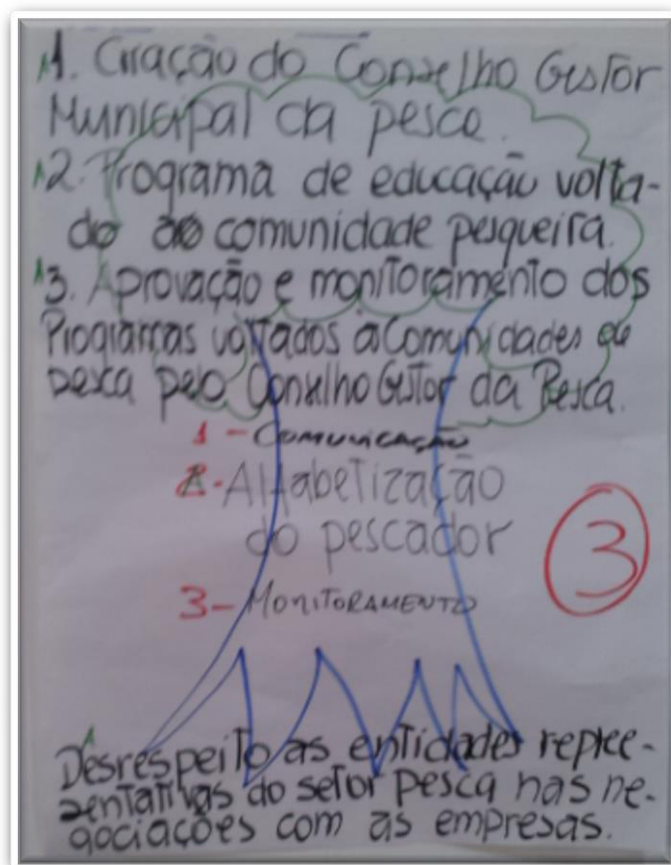 1. Criação do Conselho Gestor
Municipal da pesca.
2. Programa de educação volta-
do ao comunidade pesqueira.
3. Aprovação e monitoramento dos
Programas voltados a Comunidades de
pesca pelo Conselho Gestor da Pesca.
1 - COMUNICAÇÃO
2 - Alfabetização
do pescador
3 - MONITORAMENTO
3
Desrespeito as entidades repree-
sentativas do setor pesca nas ne-
gociações com as empresas.